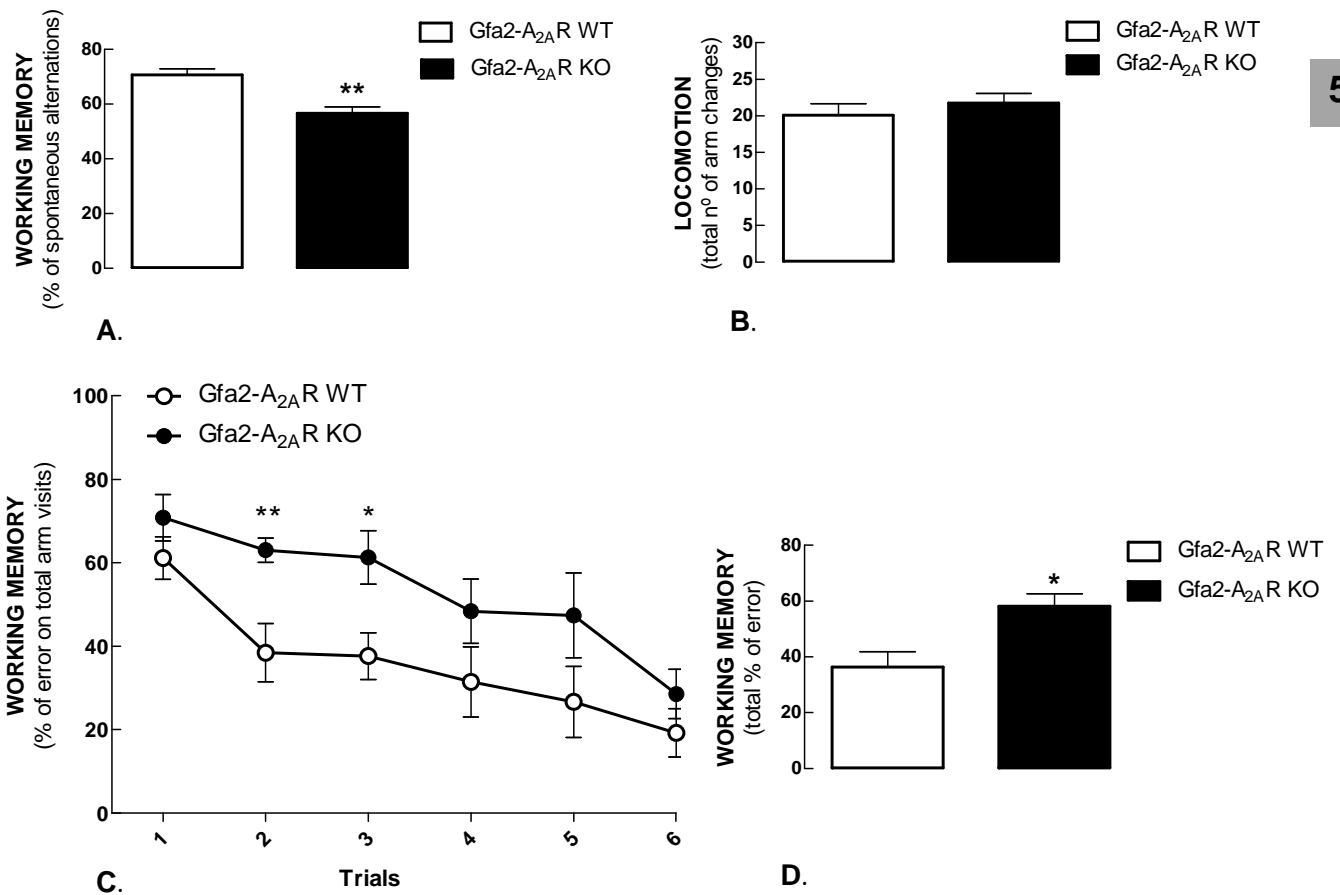 Gfa2-A2AR WT
Gfa2-A2AR KO
WORKING MEMORY
(% of spontaneous alternations)
80
60
40
20
0
**
A.
Gfa2-A2AR WT
Gfa2-A2AR KO
LOCOMOTION
(total nº of arm changes)
30
25
20
15
10
5
0
B.
5
Gfa2-A2AR WT
Gfa2-A2AR KO
WORKING MEMORY
(% of error on total arm visits)
100
80
60
40
20
0
**
*
1
2
3
4
5
6
Trials
C.
Gfa2-A2AR WT
Gfa2-A2AR KO
WORKING MEMORY
(total % of error)
80
60
40
20
0
*
D.